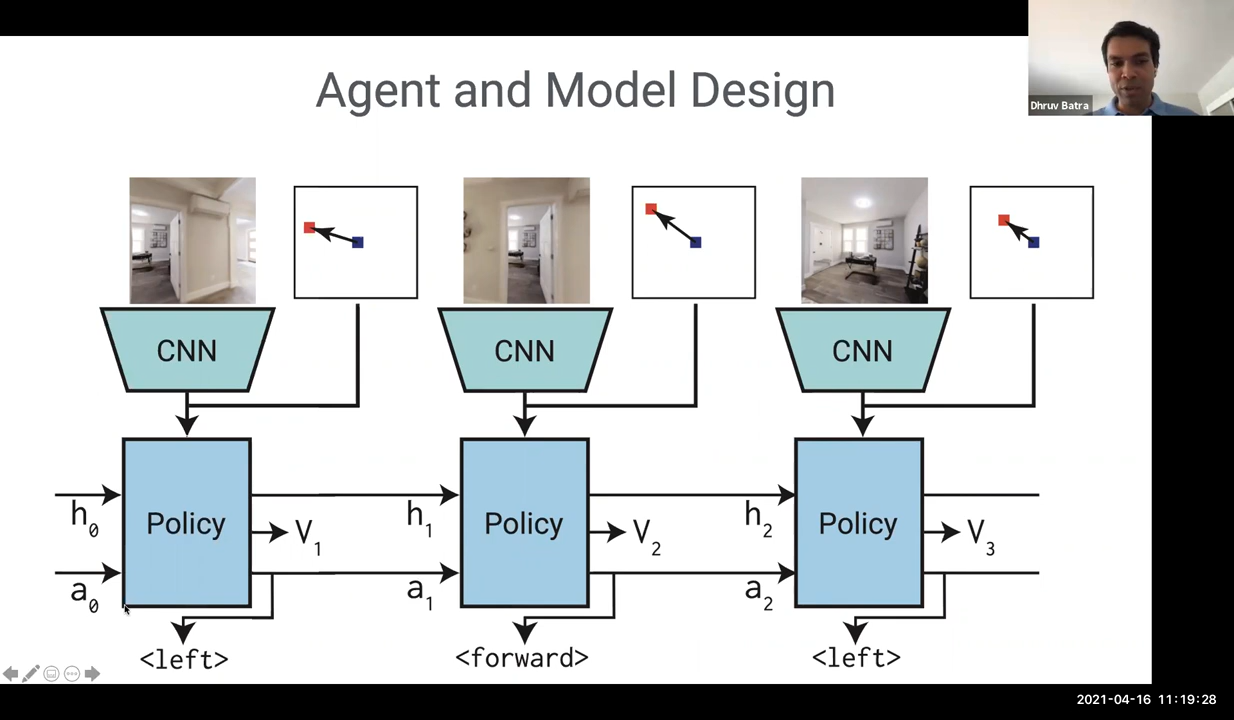 Agent and Model Design
Dhruv Batra
CNN
CNN
CNN
h0
Policy
V1
h1
Policy
V2
h2
Policy
V3
a0
a1
a2
<left>
<forward>
<left>
2021-04-16 11:19:28